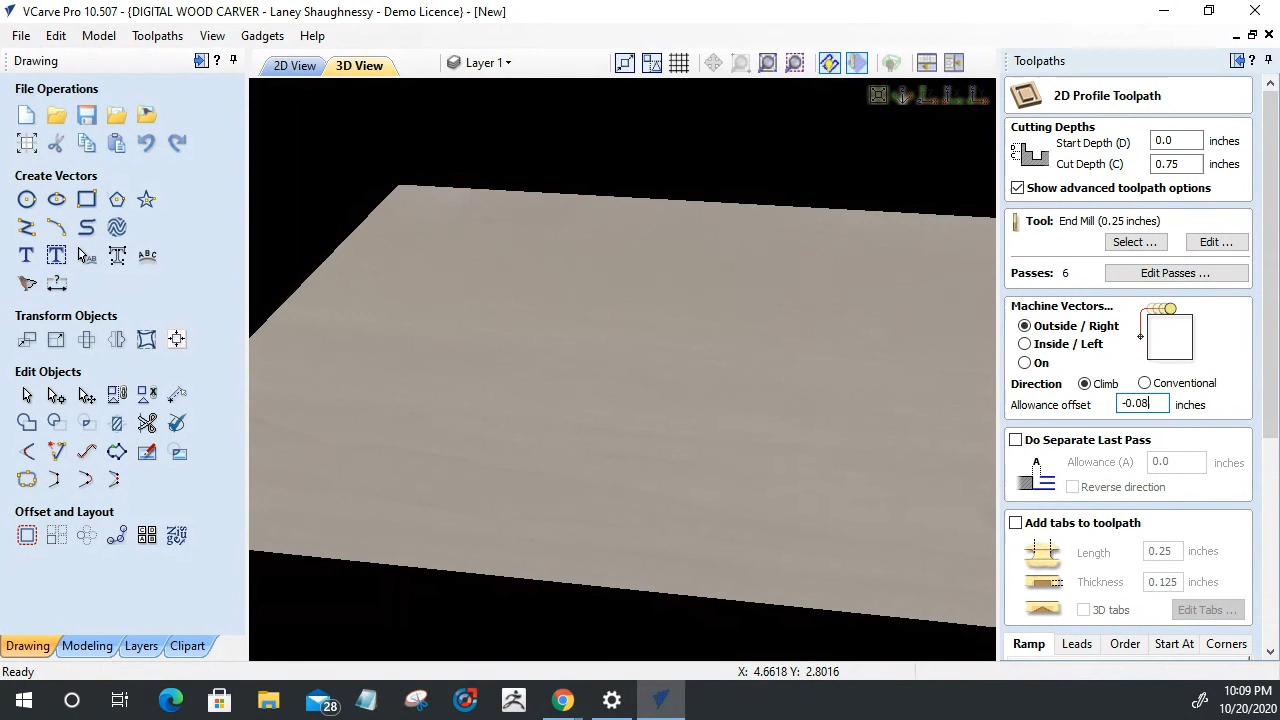 VCarve Pro 10.507 - {DIGITAL WOOD CARVER - Laney Shaughnessy - Demo Licence} - [New]
File Edit Model Toolpaths View Gadgets Help
Drawing
File Operations
Create Vectors
Transform Objects
Edit Objects
Offset and Layout
Drawing Modeling Layers Clipart
2D View 3D View Layer 1
Toolpaths
2D Profile Toolpath
Cutting Depths
Start Depth (D) 0.0 inches
Cut Depth (C) 0.75 inches
Show advanced toolpath options
Tool: End Mill (0.25 inches)
Select ... Edit ...
Passes: 6 Edit Passes ...
Machine Vectors...
Outside / Right
Inside / Left
On
Direction Climb Conventional
Allowance offset -0.08 inches
Do Separate Last Pass
A Allowance (A) 0.0 inches
Reverse direction
Add tabs to toolpath
Length 0.25 inches
Thickness 0.125 inches
3D tabs Edit Tabs ...
Ramp Leads Order Start At Corners
Ready X: 4.6618 Y: 2.8016
28
10:09 PM
10/20/2020